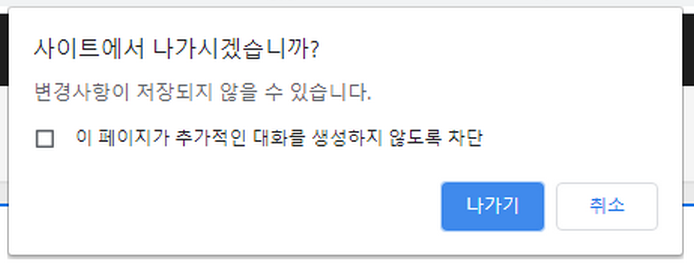 사이트에서 나가시겠습니까?
변경사항이 저장되지 않을 수 있습니다.
이 페이지가 추가적인 대화를 생성하지 않도록 차단
나가기 취소